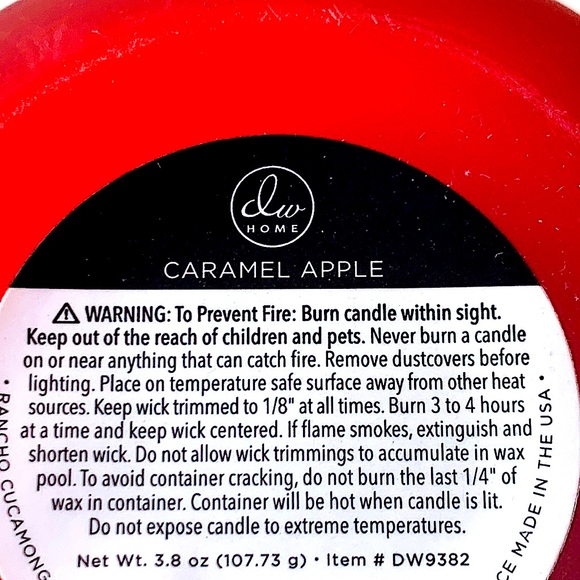 dw
HOME
CARAMEL APPLE
⚠ WARNING: To Prevent Fire: Burn candle within sight.
Keep out of the reach of children and pets. Never burn a candle
on or near anything that can catch fire. Remove dustcovers before
lighting. Place on temperature safe surface away from other heat
sources. Keep wick trimmed to 1/8" at all times. Burn 3 to 4 hours
at a time and keep wick centered. If flame smokes, extinguish and
shorten wick. Do not allow wick trimmings to accumulate in wax
pool. To avoid container cracking, do not burn the last 1/4" of
wax in container. Container will be hot when candle is lit.
Do not expose candle to extreme temperatures.
Net Wt. 3.8 oz (107.73 g) • Item # DW9382
• RANCHO CUCAMONG
CE MADE IN THE USA •